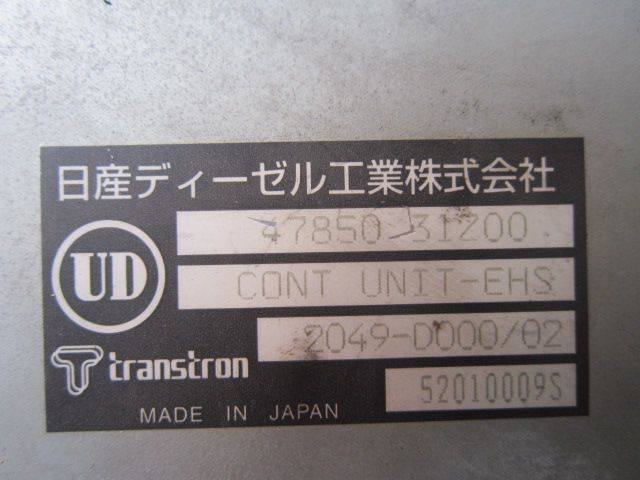 日産ディーゼル工業株式会社
47850 31Z00
UD
CONT UNIT-EHS
2049-D000/02
transtron
52010009S
MADE IN JAPAN